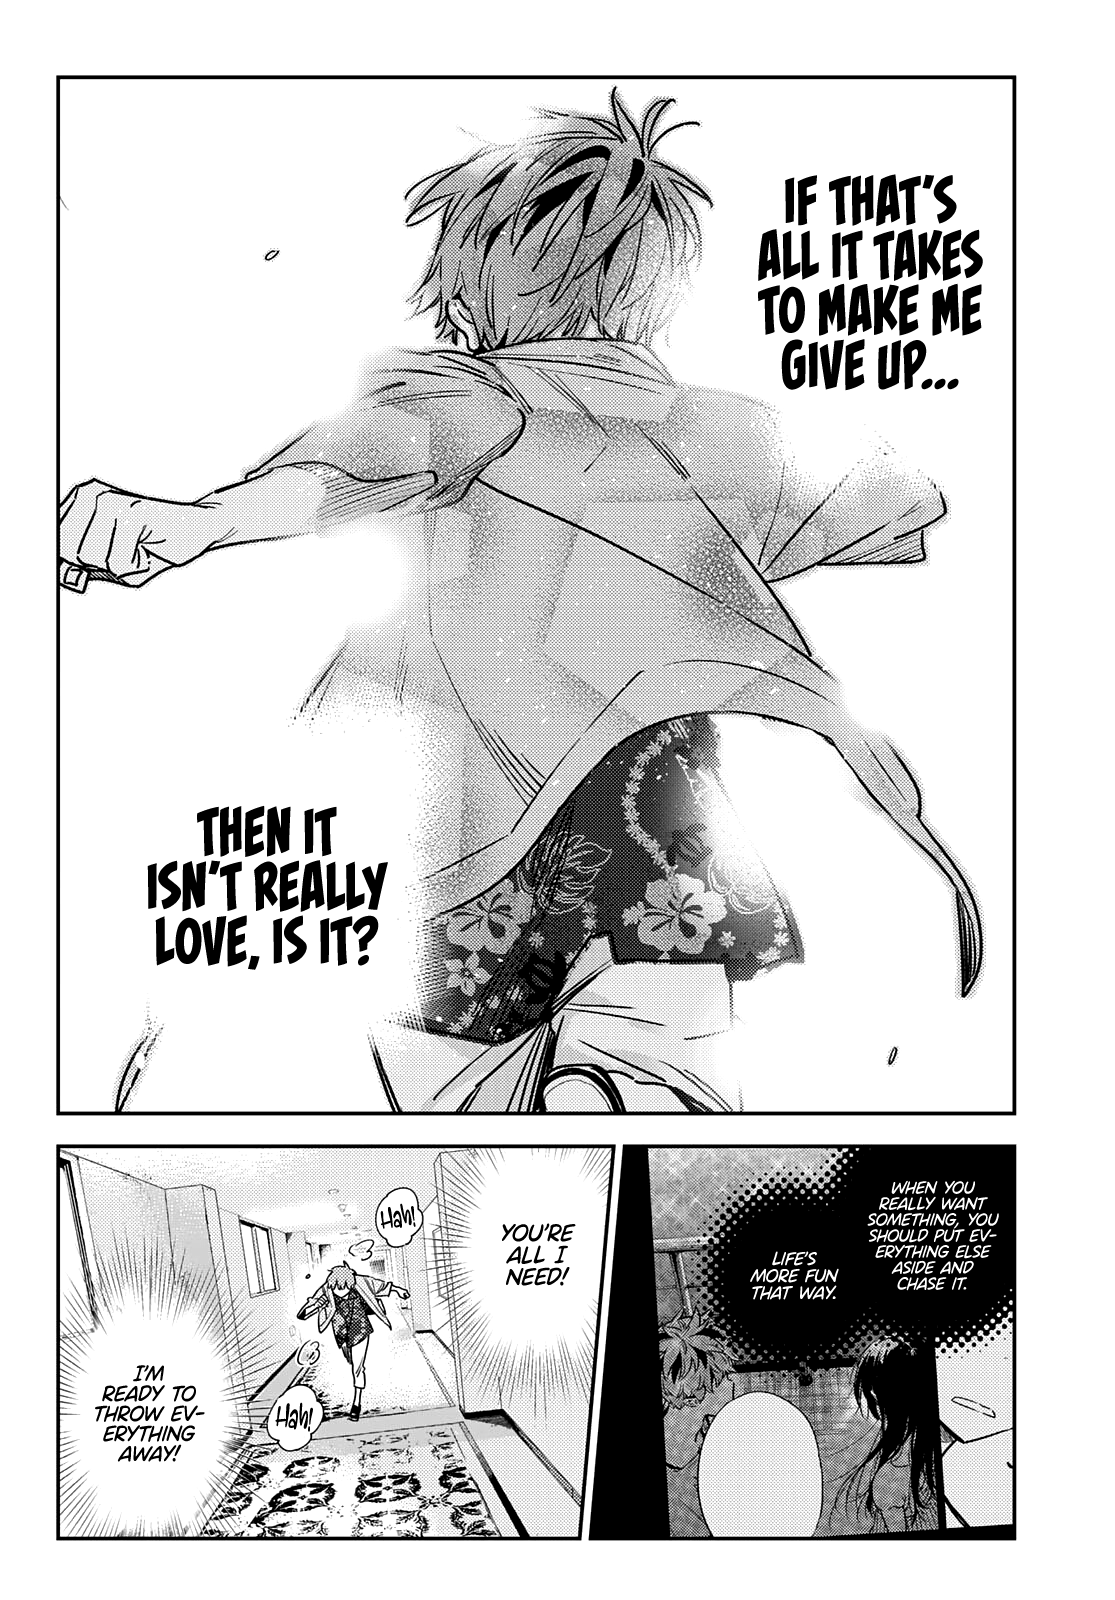 IF THAT'S
ALL IT TAKES
TO MAKE ME
GIVE UP...
THEN IT
ISN'T REALLY
LOVE, IS IT?
WHEN YOU
REALLY WANT
SOMETHING, YOU
SHOULD PUT EV-
ERYTHING ELSE
ASIDE AND
CHASE IT.
LIFE'S
MORE FUN
THAT WAY.
YOU'RE
ALL I
NEED!
Hah!
Hah!
I'M
READY TO
THROW EV-
ERYTHING
AWAY!